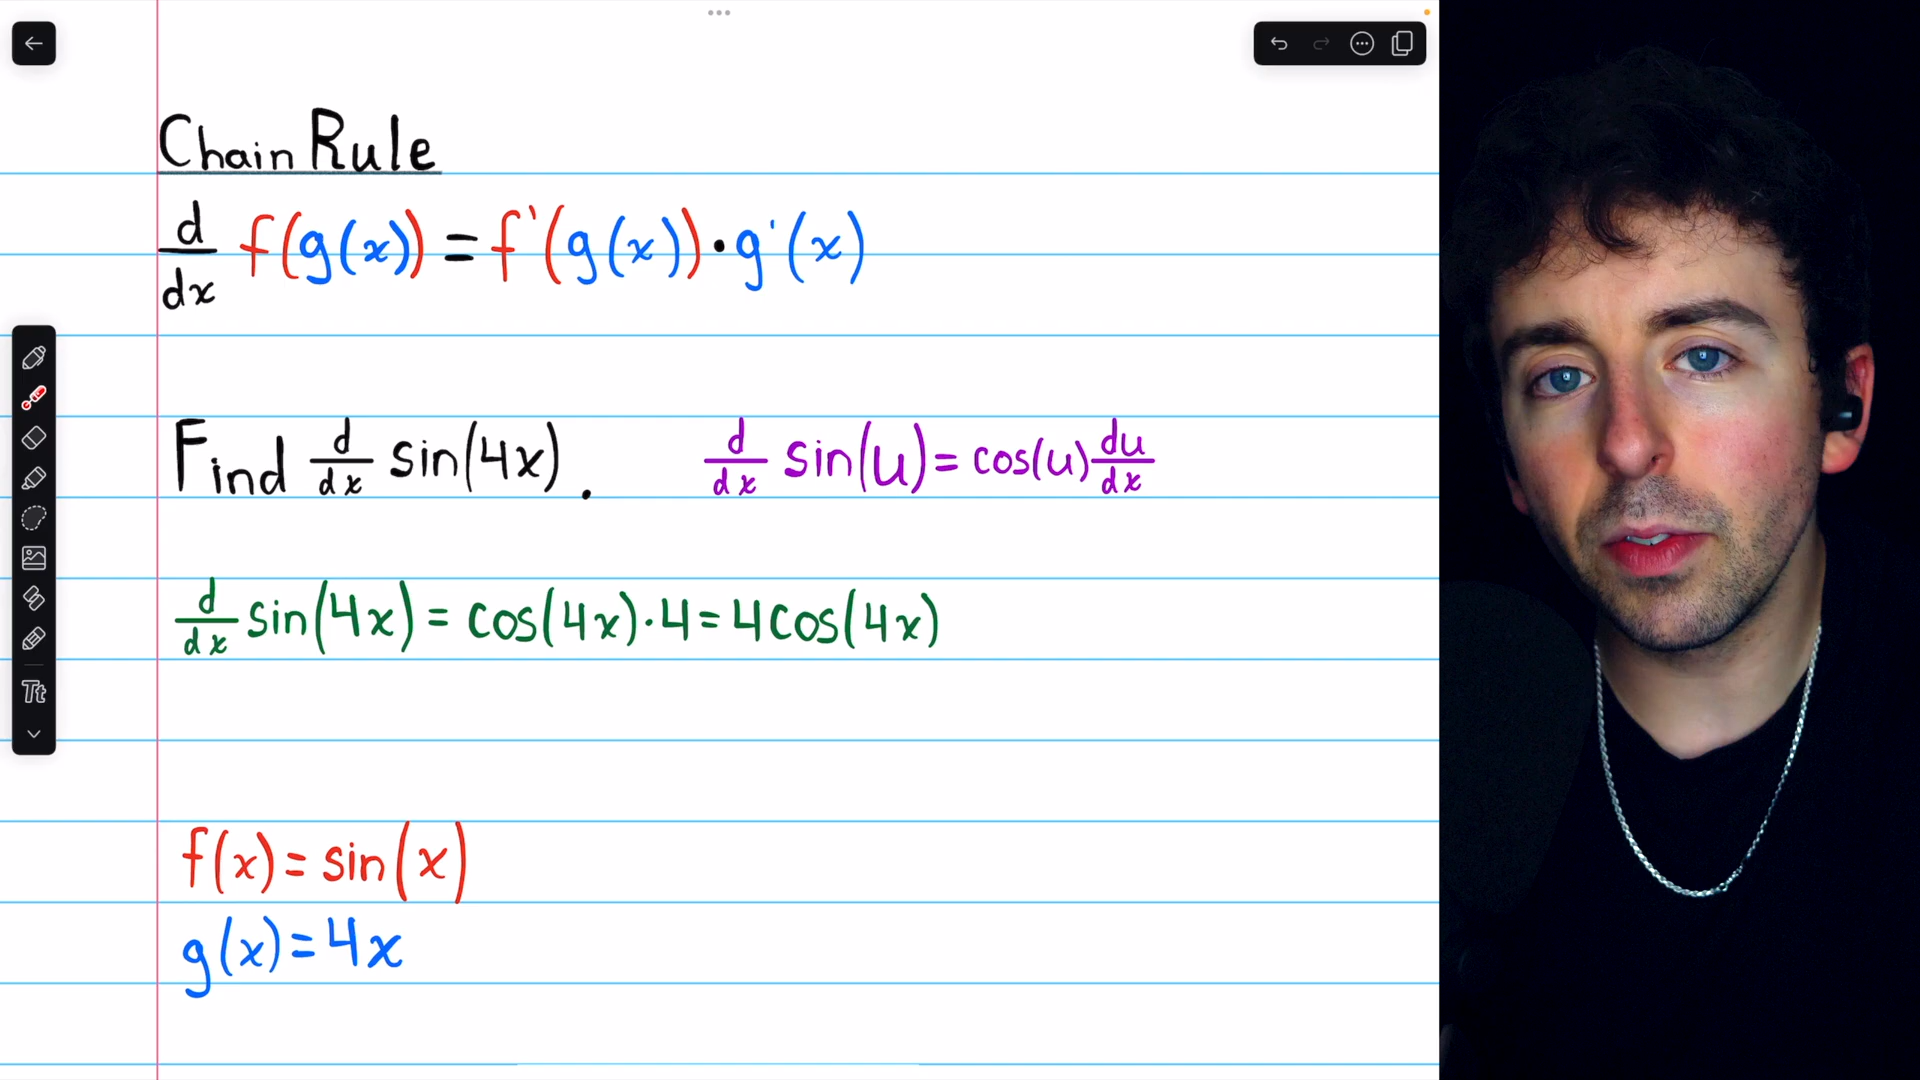 Chain Rule
d/dx f(g(x)) = f'(g(x)) · g'(x)
Find d/dx sin(4x). d/dx sin(u) = cos(u) du/dx
d/dx sin(4x) = cos(4x) · 4 = 4cos(4x)
Tt
f(x) = sin(x)
g(x) = 4x